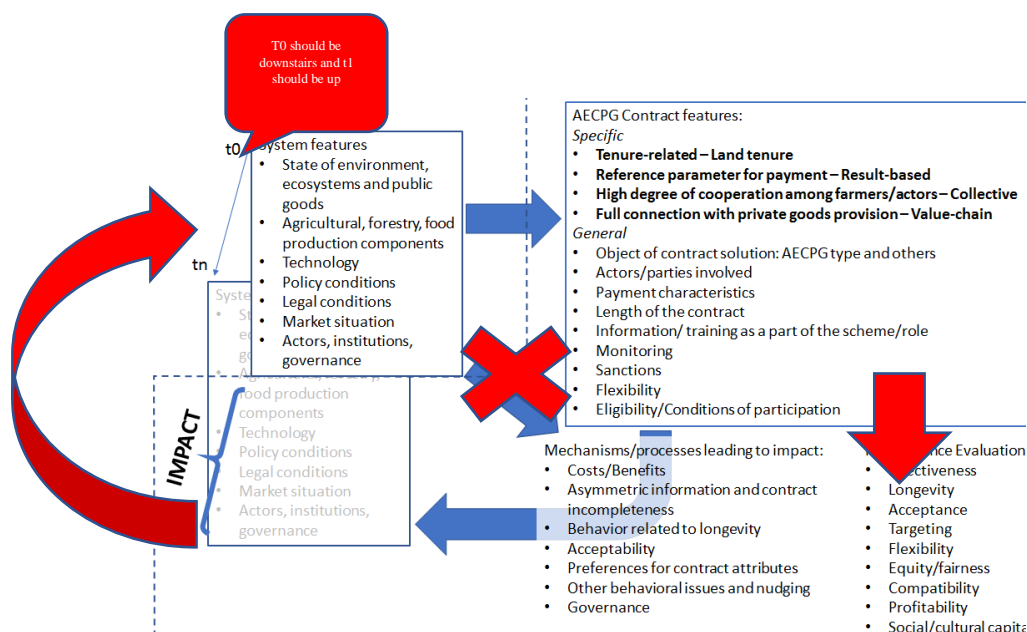 T0 should be
downstairs and t1
should be up
t0
System features
• State of environment,
ecosystems and public
goods
• Agricultural, forestry, food
production components
• Technology
• Policy conditions
• Legal conditions
• Market situation
• Actors, institutions,
governance
tn
food production
components
• Technology
• Policy conditions
• Legal conditions
• Market situation
• Actors, institutions,
governance
IMPACT
AECPG Contract features:
Specific
• Tenure-related – Land tenure
• Reference parameter for payment – Result-based
• High degree of cooperation among farmers/actors – Collective
• Full connection with private goods provision – Value-chain
General
• Object of contract solution: AECPG type and others
• Actors/parties involved
• Payment characteristics
• Length of the contract
• Information/ training as a part of the scheme/role
• Monitoring
• Sanctions
• Flexibility
• Eligibility/Conditions of participation
Mechanisms/processes leading to impact:
• Costs/Benefits
• Asymmetric information and contract
incompleteness
• Behavior related to longevity
• Acceptability
• Preferences for contract attributes
• Other behavioral issues and nudging
• Governance
Evaluation
• Longevity
• Acceptance
• Targeting
• Flexibility
• Equity/fairness
• Compatibility
• Profitability
• Social/cultural capital